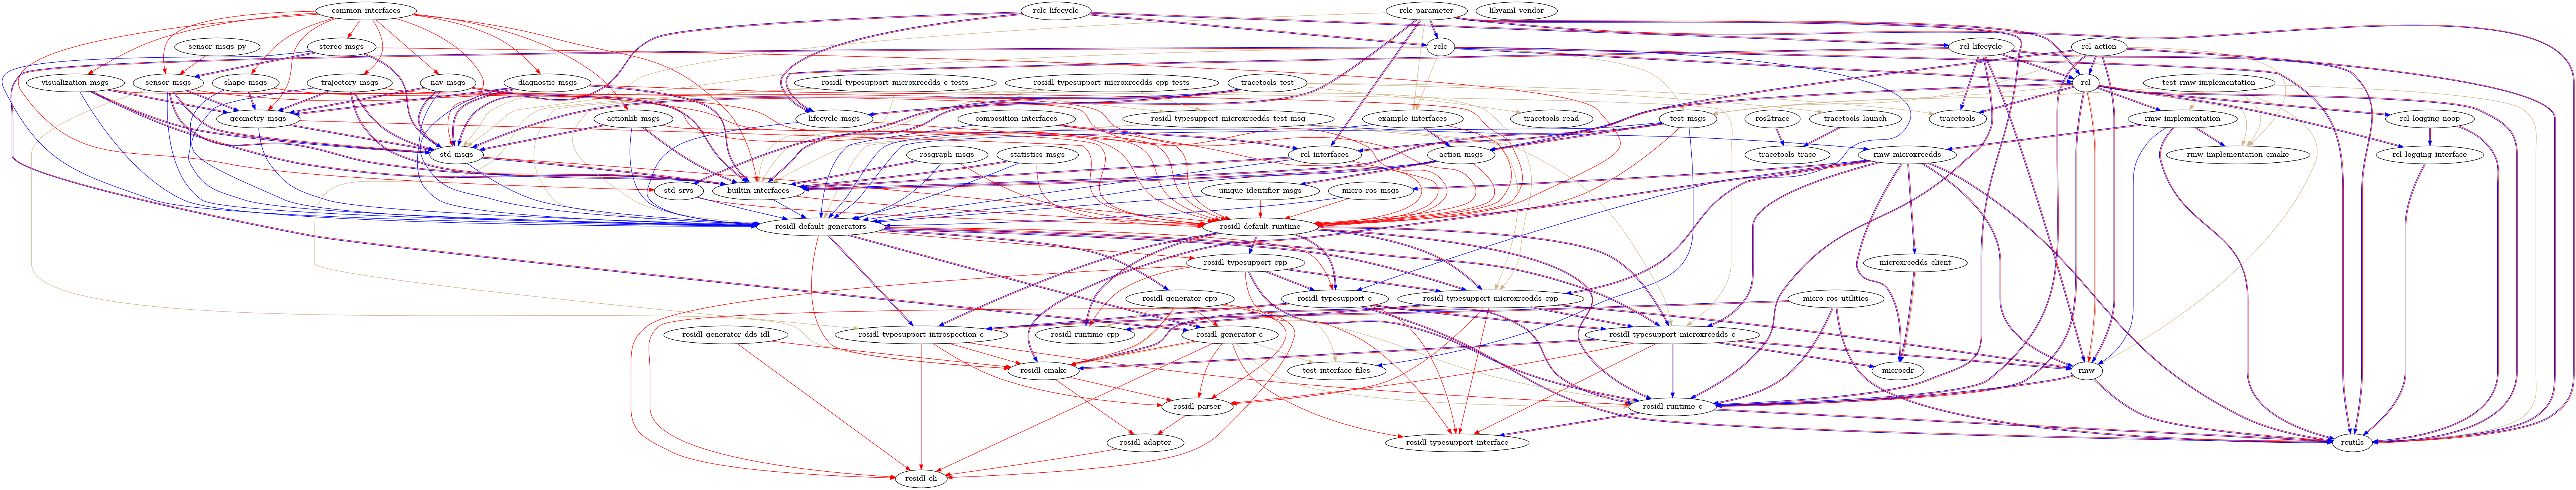 common_interfaces
rclc_lifecycle
rclc_parameter
libyaml_vendor
sensor_msgs_py
stereo_msgs
rclc
rcl_lifecycle
rcl_action
visualization_msgs
sensor_msgs
shape_msgs
trajectory_msgs
nav_msgs
diagnostic_msgs
rosidl_typesupport_microxrcedds_c_tests
rosidl_typesupport_microxrcedds_cpp_tests
tracetools_test
rcl
test_rmw_implementation
geometry_msgs
actionlib_msgs
lifecycle_msgs
composition_interfaces
rosidl_typesupport_microxrcedds_test_msg
example_interfaces
tracetools_read
test_msgs
ros2trace
tracetools_launch
tracetools
rmw_implementation
rcl_logging_noop
std_msgs
rosgraph_msgs
statistics_msgs
rcl_interfaces
action_msgs
tracetools_trace
rmw_microxrcedds
rmw_implementation_cmake
rcl_logging_interface
std_srvs
builtin_interfaces
unique_identifier_msgs
micro_ros_msgs
rosidl_default_generators
rosidl_default_runtime
rosidl_typesupport_cpp
microxrcedds_client
rosidl_generator_cpp
rosidl_typesupport_c
rosidl_typesupport_microxrcedds_cpp
micro_ros_utilities
rosidl_generator_dds_idl
rosidl_typesupport_introspection_c
rosidl_runtime_cpp
rosidl_generator_c
rosidl_typesupport_microxrcedds_c
rosidl_cmake
test_interface_files
microcdr
rmw
rosidl_parser
rosidl_runtime_c
rosidl_adapter
rosidl_typesupport_interface
rcutils
rosidl_cli